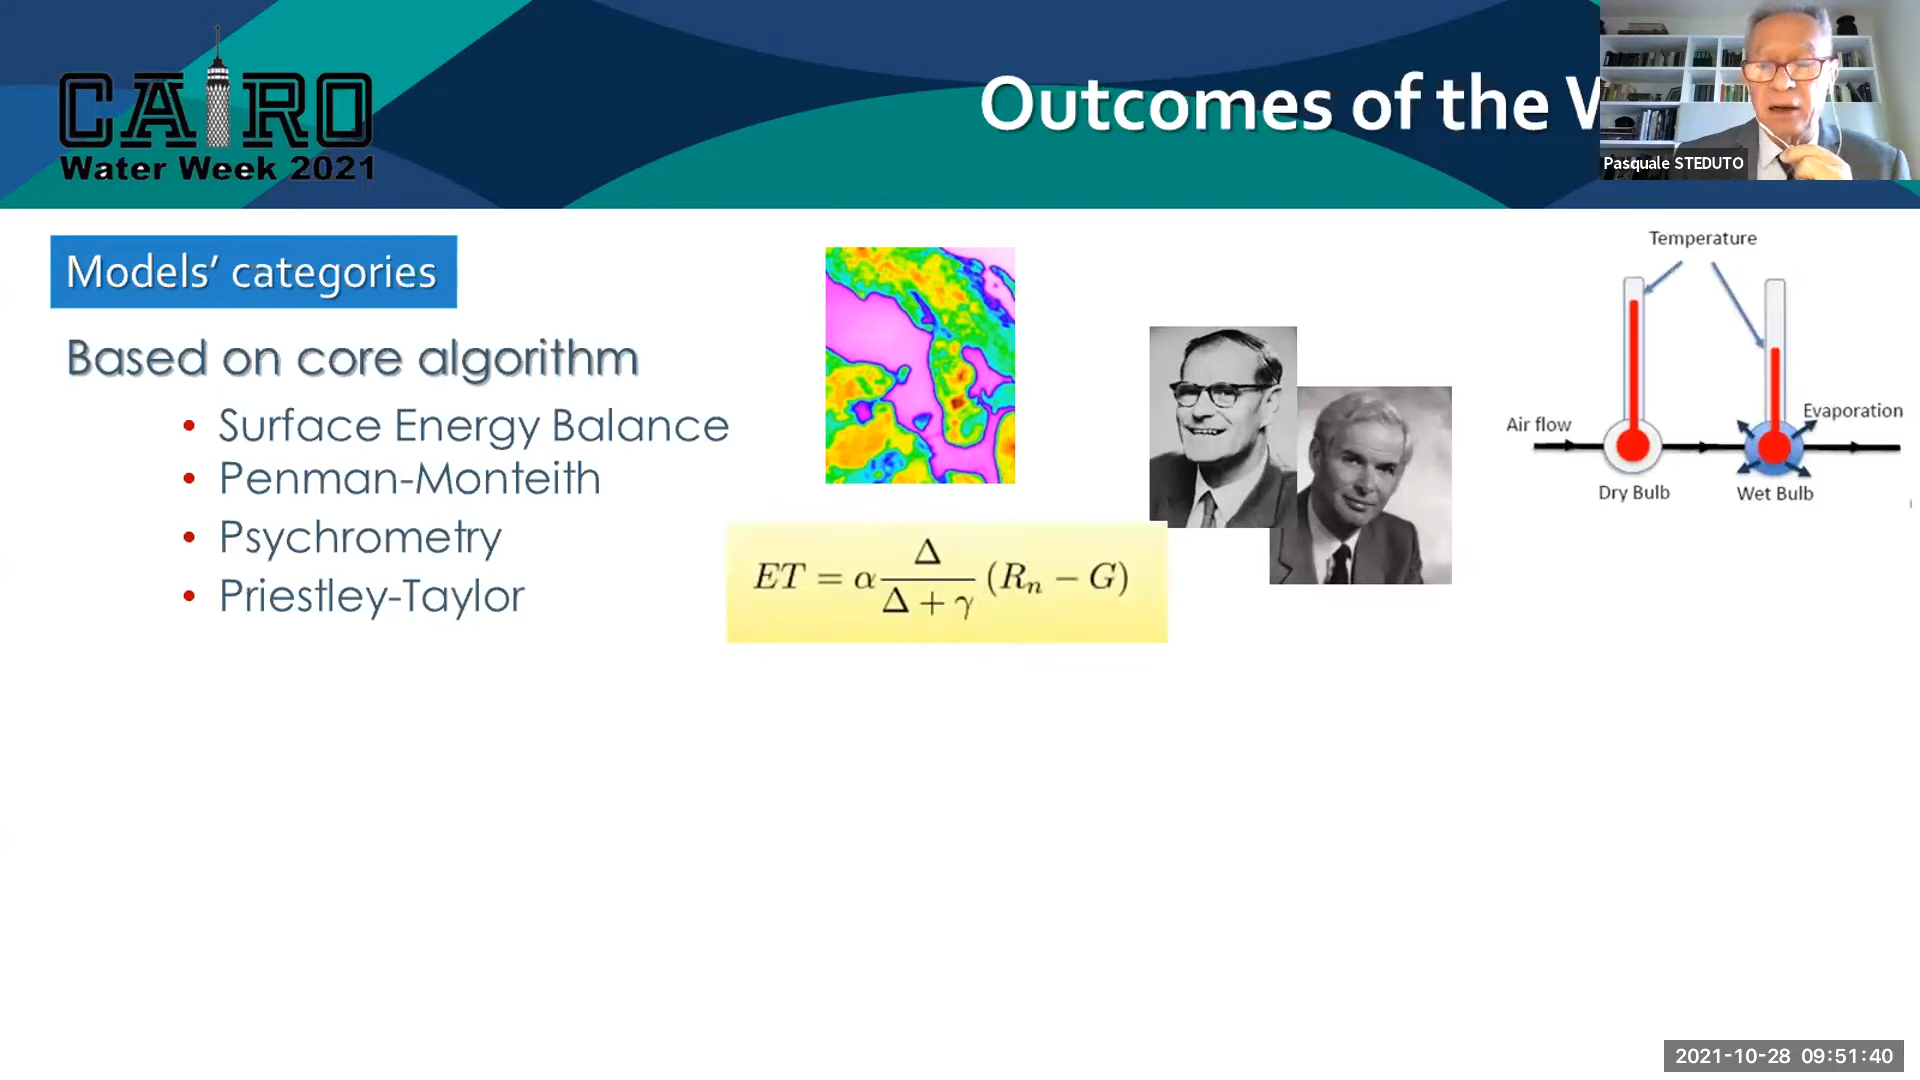 CAIRO
Water Week 2021
Outcomes of the
Pasquale STEDUTO
Models’ categories
Based on core algorithm
• Surface Energy Balance
• Penman-Monteith
• Psychrometry
• Priestley-Taylor
ET = α Δ / (Δ + γ) (Rₙ − G)
Temperature
Air flow
Evaporation
Dry Bulb
Wet Bulb
2021-10-28 09:51:40